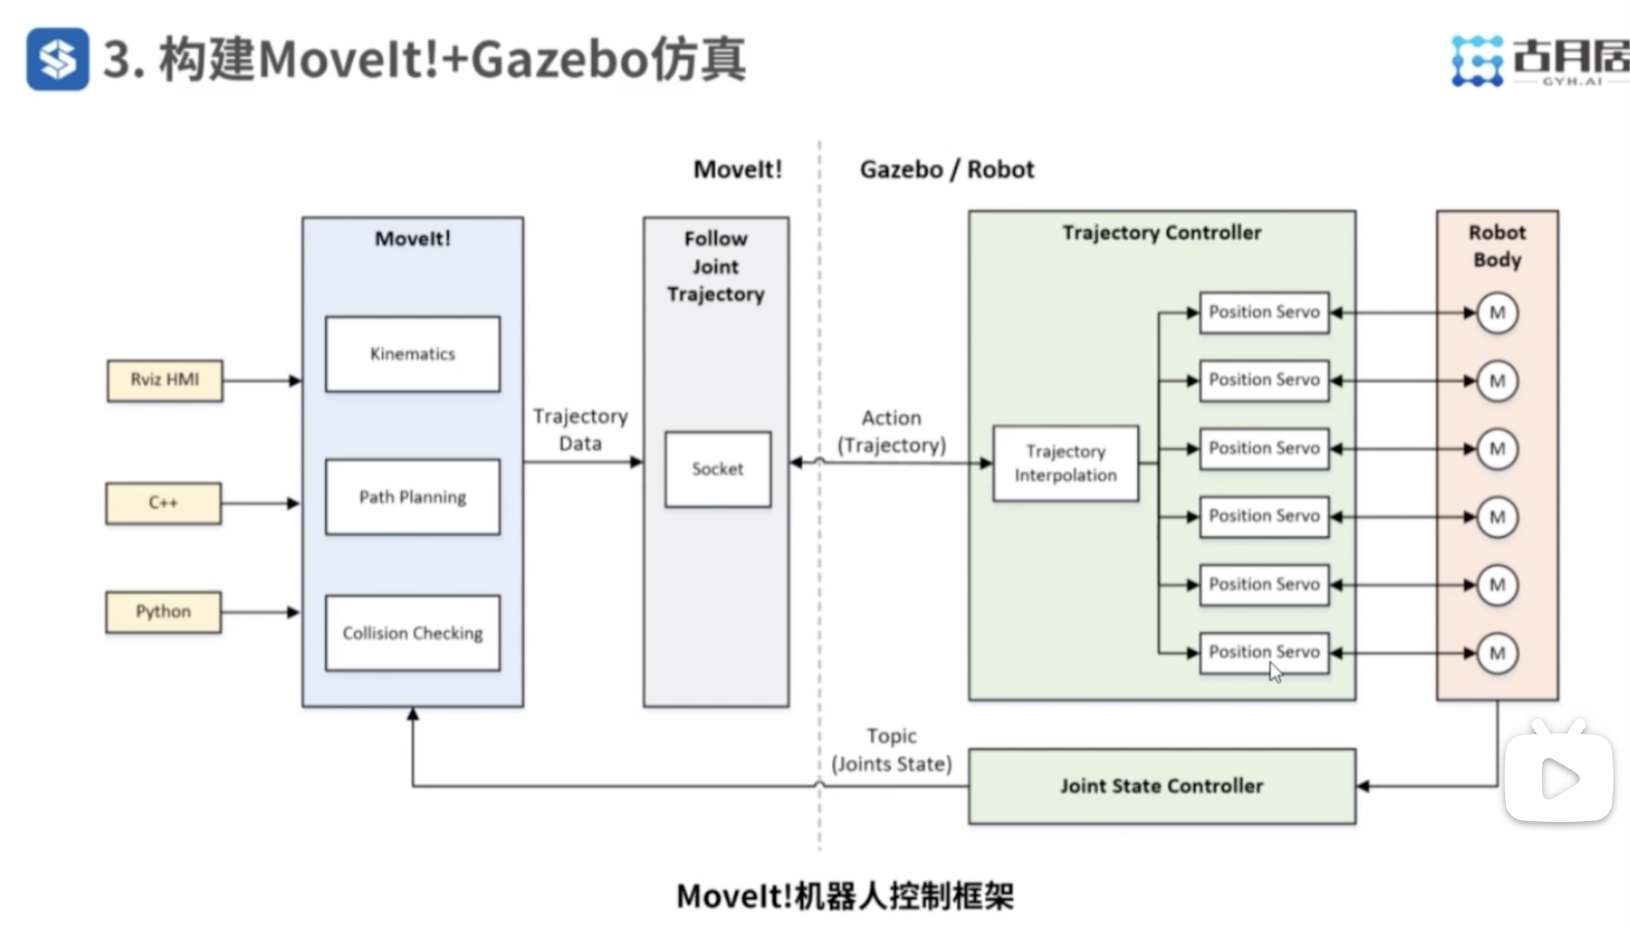 3. 构建MoveIt!+Gazebo仿真
古月居
GYH.AI
MoveIt!
Gazebo / Robot
MoveIt!
Kinematics
Path Planning
Collision Checking
Rviz HMI
C++
Python
Trajectory
Data
Follow
Joint
Trajectory
Socket
Action
(Trajectory)
Trajectory Controller
Trajectory
Interpolation
Position Servo
Position Servo
Position Servo
Position Servo
Position Servo
Position Servo
Robot
Body
M
M
M
M
M
M
Topic
(Joints State)
Joint State Controller
MoveIt!机器人控制框架